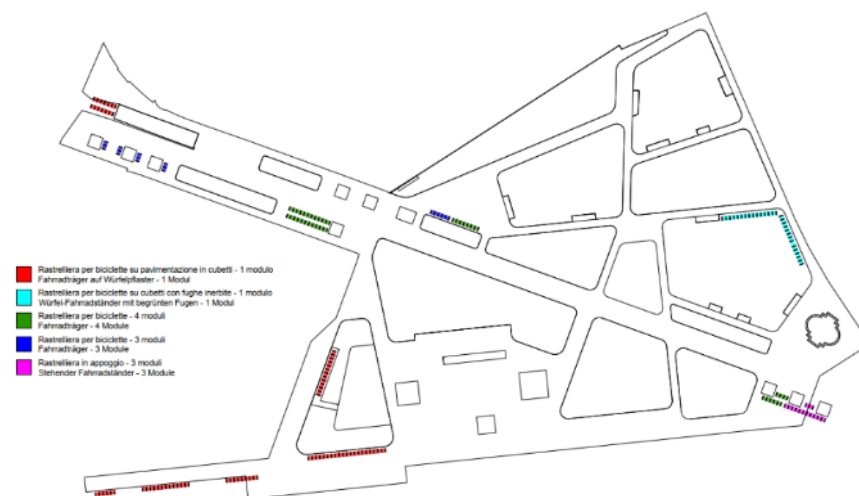 Rastrelliera per biciclette su pavimentazione in cubetti - 1 modulo
Fahrradträger auf Würfelpflaster - 1 Modul
Rastrelliera per biciclette su cubetti con fughe inerbite - 1 modulo
Würfel-Fahrradständer mit begrünten Fugen - 1 Modul
Rastrelliera per biciclette - 4 moduli
Fahrradträger - 4 Module
Rastrelliera per biciclette - 3 moduli
Fahrradträger - 3 Module
Rastrelliera in appoggio - 3 moduli
Stehender Fahrradständer - 3 Module